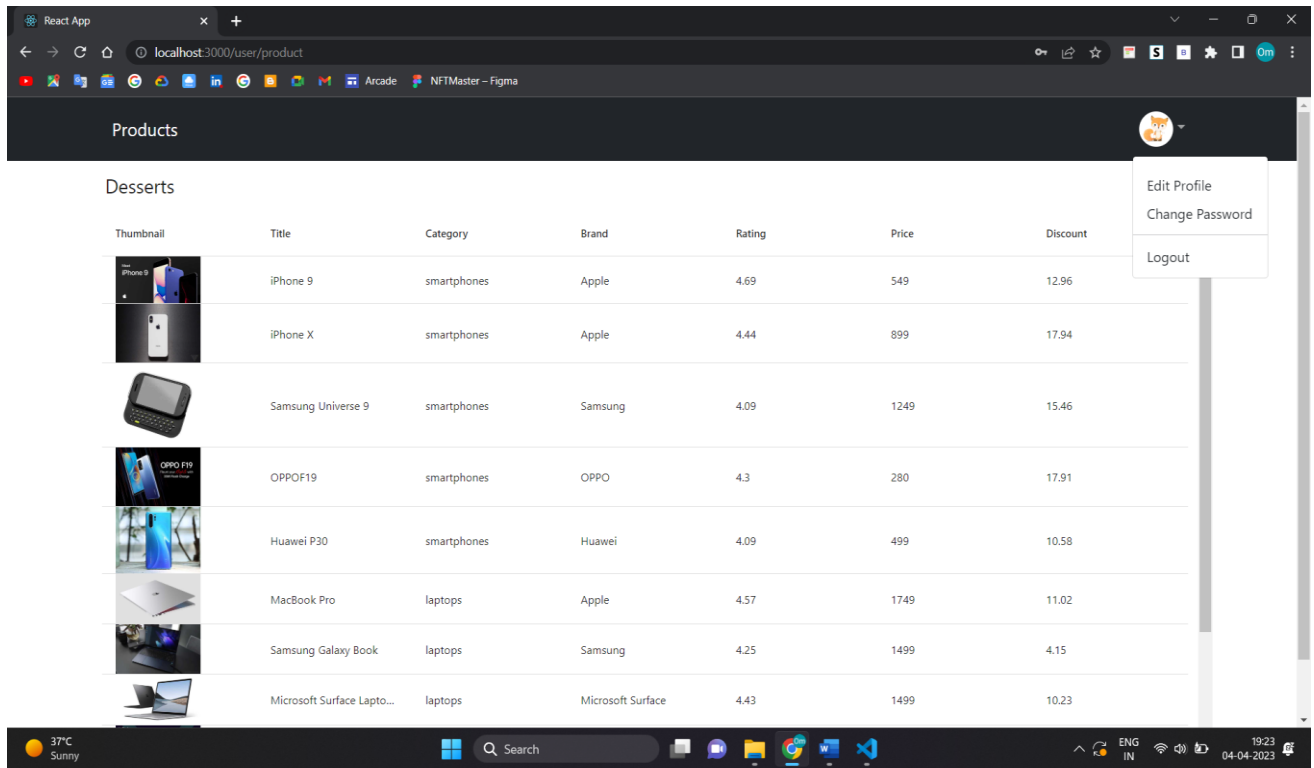 React App
localhost:3000/user/product
Om
Arcade
NFTMaster – Figma
Products
Edit Profile
Change Password
Logout
Desserts
Thumbnail Title Category Brand Rating Price Discount
iPhone 9
iPhone 9 smartphones Apple 4.69 549 12.96
iPhone X smartphones Apple 4.44 899 17.94
Samsung Universe 9 smartphones Samsung 4.09 1249 15.46
OPPO F19
OPPOF19 smartphones OPPO 4.3 280 17.91
Huawei P30 smartphones Huawei 4.09 499 10.58
MacBook Pro laptops Apple 4.57 1749 11.02
Samsung Galaxy Book laptops Samsung 4.25 1499 4.15
Microsoft Surface Lapto... laptops Microsoft Surface 4.43 1499 10.23
37°C
Sunny
Search
ENG
IN
19:23
04-04-2023